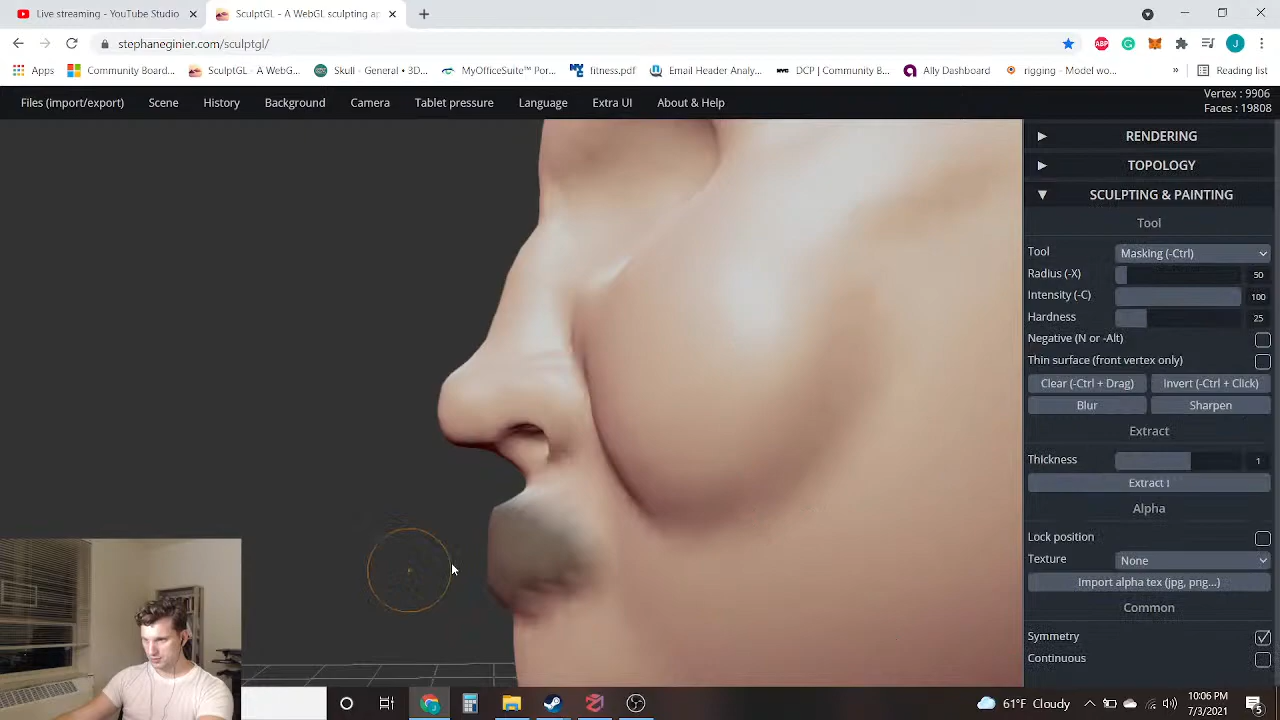 Live streaming - YouTube Studio
SculptGL - A WebGL sculpting ap
stephaneginier.com/sculptgl/
Apps
Community Board...
SculptGL - A WebG...
Skull - General • 3D...
MyOfficeSuite™ Por...
fitness.pdf
Email Header Analy...
DCP | Community B...
Ally Dashboard
rigging - Model wo...
»
Reading list
Files (import/export) Scene History Background Camera Tablet pressure Language Extra UI About & Help
Vertex : 9906
Faces : 19808
RENDERING
TOPOLOGY
SCULPTING & PAINTING
Tool
Tool Masking (-Ctrl)
Radius (-X) 50
Intensity (-C) 100
Hardness 25
Negative (N or -Alt)
Thin surface (front vertex only)
Clear (-Ctrl + Drag) Invert (-Ctrl + Click)
Blur Sharpen
Extract
Thickness 1
Extract !
Alpha
Lock position
Texture None
Import alpha tex (jpg, png...)
Common
Symmetry
Continuous
61°F Cloudy
10:06 PM
7/3/2021